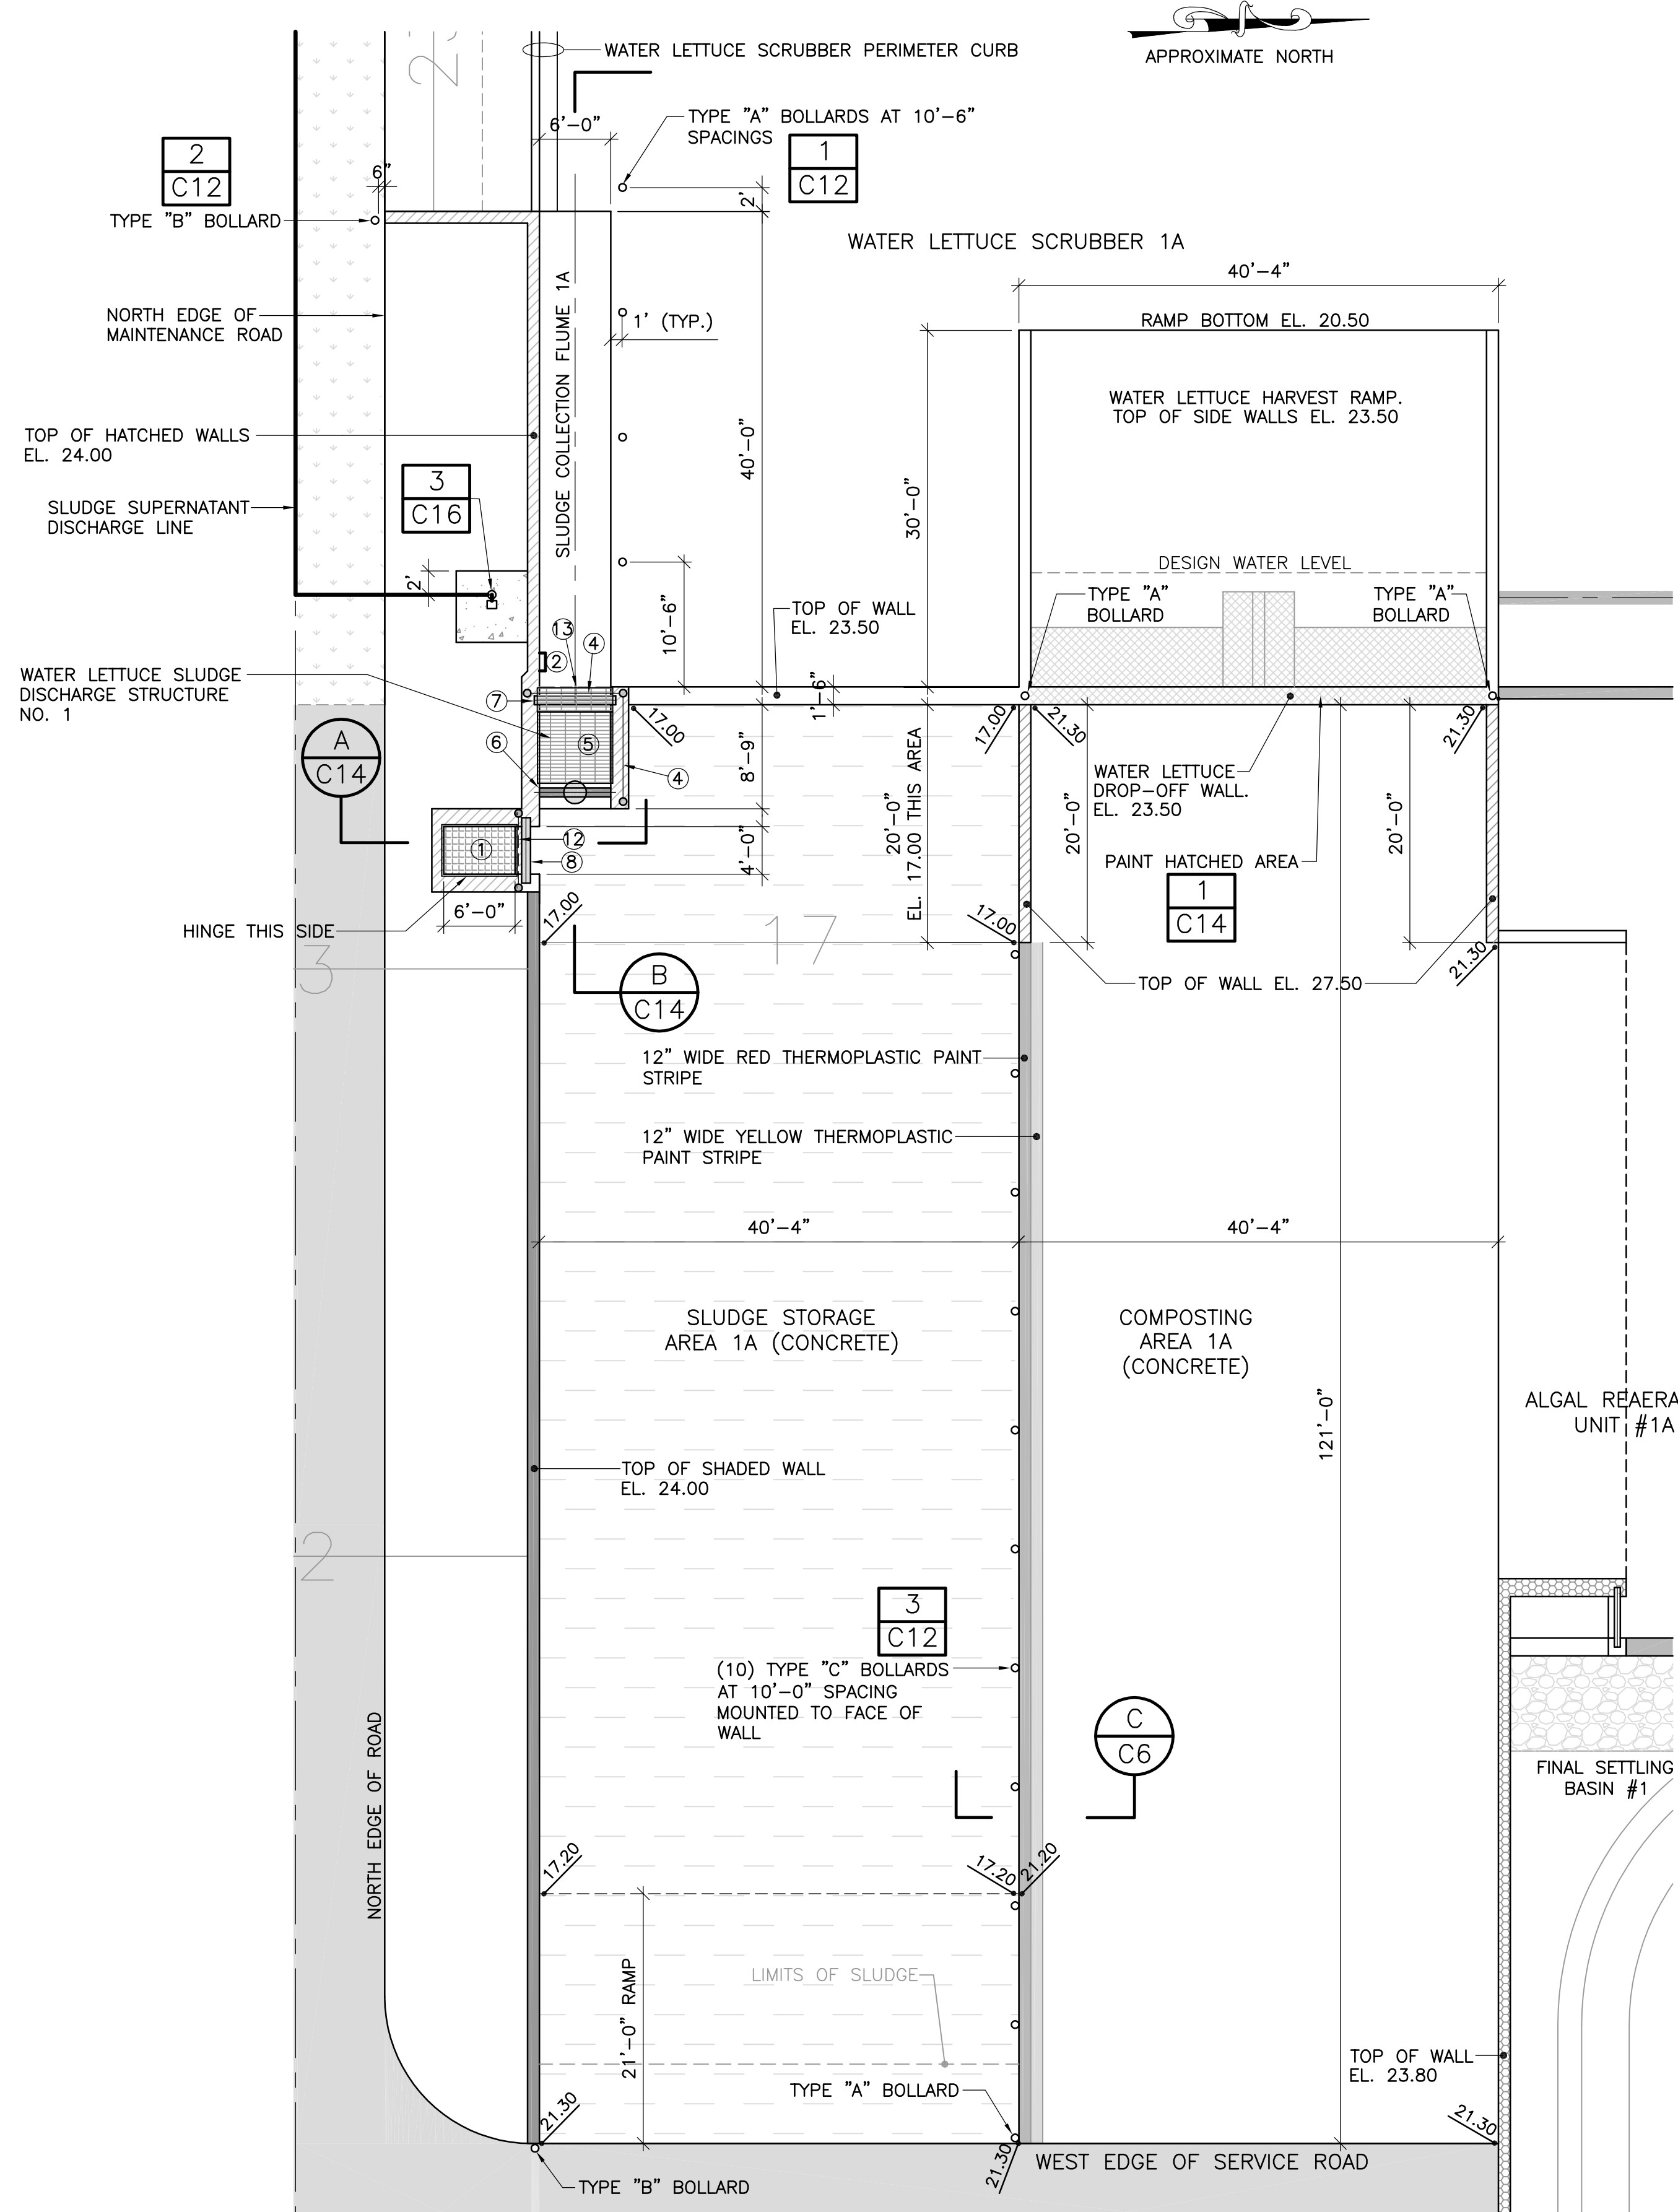 APPROXIMATE NORTH
WATER LETTUCE SCRUBBER PERIMETER CURB
6'-0"
TYPE "A" BOLLARDS AT 10'-6"
SPACINGS
1
C12
2
C12
6"
TYPE "B" BOLLARD
2'
WATER LETTUCE SCRUBBER 1A
40'-4"
RAMP BOTTOM EL. 20.50
NORTH EDGE OF
MAINTENANCE ROAD
1' (TYP.)
SLUDGE COLLECTION FLUME 1A
WATER LETTUCE HARVEST RAMP.
TOP OF SIDE WALLS EL. 23.50
TOP OF HATCHED WALLS
EL. 24.00
40'-0"
30'-0"
3
C16
SLUDGE SUPERNATANT
DISCHARGE LINE
DESIGN WATER LEVEL
2'
TYPE "A"
BOLLARD
TYPE "A"
BOLLARD
TOP OF WALL
EL. 23.50
10'-6"
13
4
2
WATER LETTUCE SLUDGE
DISCHARGE STRUCTURE
NO. 1
7
1'-6"
17.00
17.00
21.30
21.30
A
C14
6
5
4
8'-9"
20'-0"
EL. 17.00 THIS AREA
WATER LETTUCE
DROP-OFF WALL.
EL. 23.50
20'-0"
20'-0"
1
12
8
4'-0"
PAINT HATCHED AREA
1
C14
6'-0"
HINGE THIS SIDE
17.00
17.00
17
3
21.30
B
C14
TOP OF WALL EL. 27.50
12" WIDE RED THERMOPLASTIC PAINT
STRIPE
12" WIDE YELLOW THERMOPLASTIC
PAINT STRIPE
40'-4"
40'-4"
SLUDGE STORAGE
AREA 1A (CONCRETE)
COMPOSTING
AREA 1A
(CONCRETE)
121'-0"
ALGAL REAERA
UNIT #1A
TOP OF SHADED WALL
EL. 24.00
2
3
C12
(10) TYPE "C" BOLLARDS
AT 10'-0" SPACING
MOUNTED TO FACE OF
WALL
C
C6
FINAL SETTLING
BASIN #1
NORTH EDGE OF ROAD
17.20
17.20
21.20
21'-0" RAMP
LIMITS OF SLUDGE
TOP OF WALL
EL. 23.80
TYPE "A" BOLLARD
21.30
21.30
21.30
WEST EDGE OF SERVICE ROAD
TYPE "B" BOLLARD